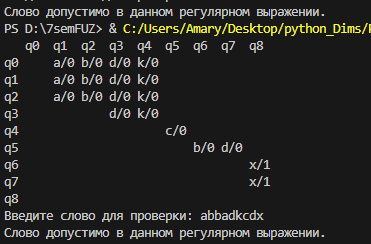 Слово допустимо в данном регулярном выражении.
PS D:\7semFUZ> & C:/Users/Amary/Desktop/python_Dims/
q0 q1 q2 q3 q4 q5 q6 q7 q8
q0 a/0 b/0 d/0 k/0
q1 a/0 b/0 d/0 k/0
q2 a/0 b/0 d/0 k/0
q3 d/0 k/0
q4 c/0
q5 b/0 d/0
q6 x/1
q7 x/1
q8
Введите слово для проверки: abbadkcdx
Слово допустимо в данном регулярном выражении.